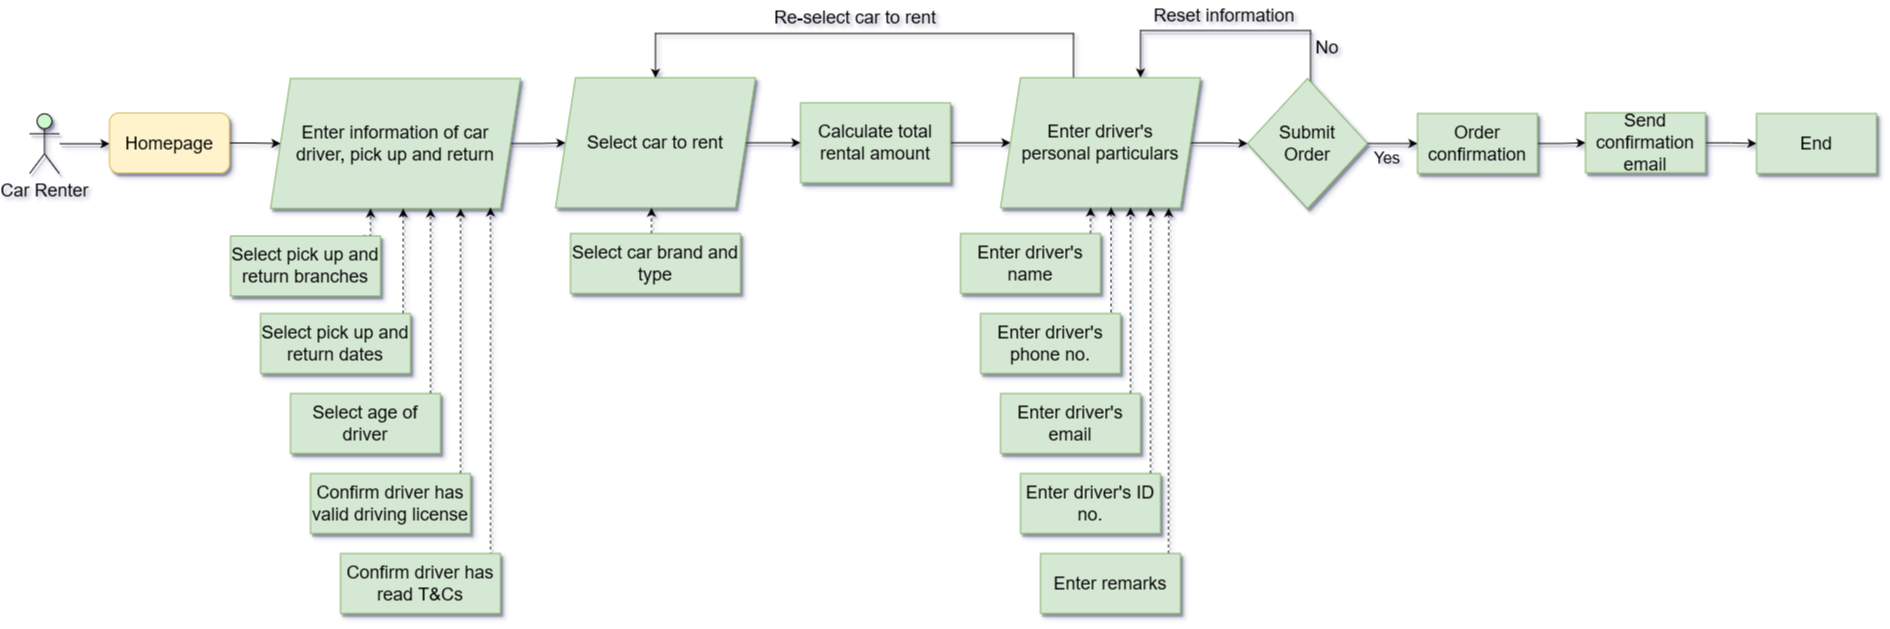 Re-select car to rent
Reset information
No
Car Renter
Homepage
Enter information of car
driver, pick up and return
Select car to rent
Calculate total
rental amount
Enter driver's
personal particulars
Submit
Order
Yes
Order
confirmation
Send
confirmation
email
End
Select pick up and
return branches
Select pick up and
return dates
Select age of
driver
Confirm driver has
valid driving license
Confirm driver has
read T&Cs
Select car brand and
type
Enter driver's
name
Enter driver's
phone no.
Enter driver's
email
Enter driver's ID
no.
Enter remarks